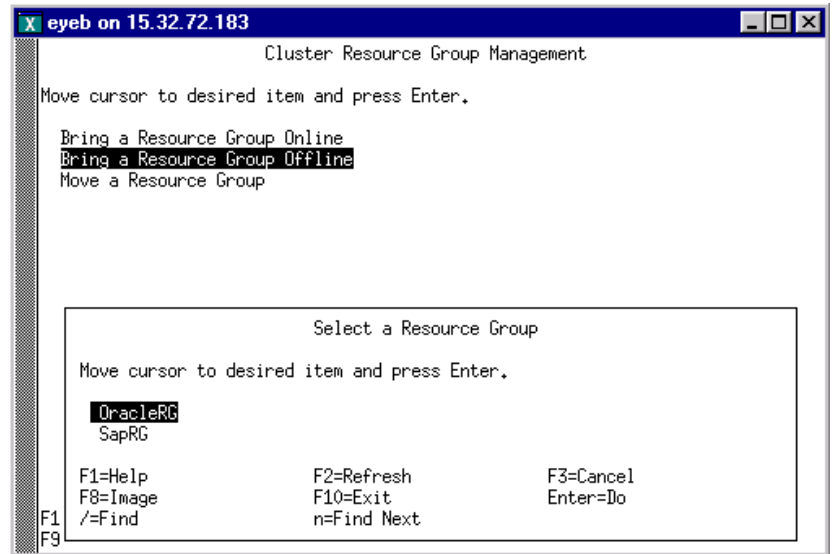 X eyeb on 15.32.72.183
Cluster Resource Group Management
Move cursor to desired item and press Enter.
Bring a Resource Group Online
Bring a Resource Group Offline
Move a Resource Group
Select a Resource Group
Move cursor to desired item and press Enter.
OracleRG
SapRG
F1=Help F2=Refresh F3=Cancel
F8=Image F10=Exit Enter=Do
F1 /=Find n=Find Next
F9